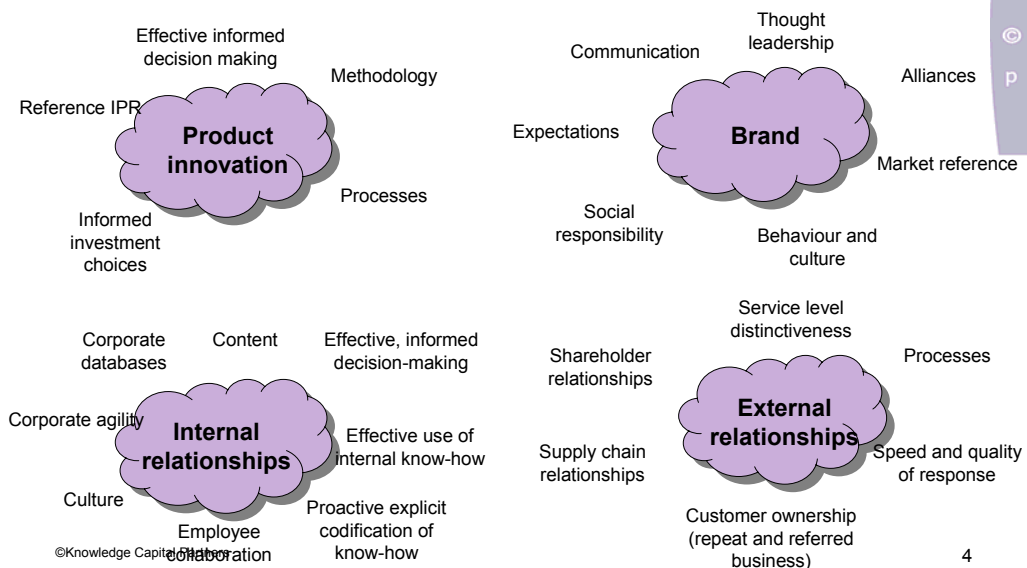 Effective informed
decision making
Methodology
Reference IPR
Product
innovation
Processes
Informed
investment
choices
Thought
leadership
Communication
Alliances
Expectations
Brand
Market reference
Social
responsibility
Behaviour and
culture
Corporate
databases
Content
Effective, informed
decision-making
Corporate agility
Internal
relationships
Effective use of
internal know-how
Culture
Employee
collaboration
Proactive explicit
codification of
know-how
Service level
distinctiveness
Shareholder
relationships
Processes
External
relationships
Supply chain
relationships
Speed and quality
of response
Customer ownership
(repeat and referred
business)
©Knowledge Capital Partners
4
©
p